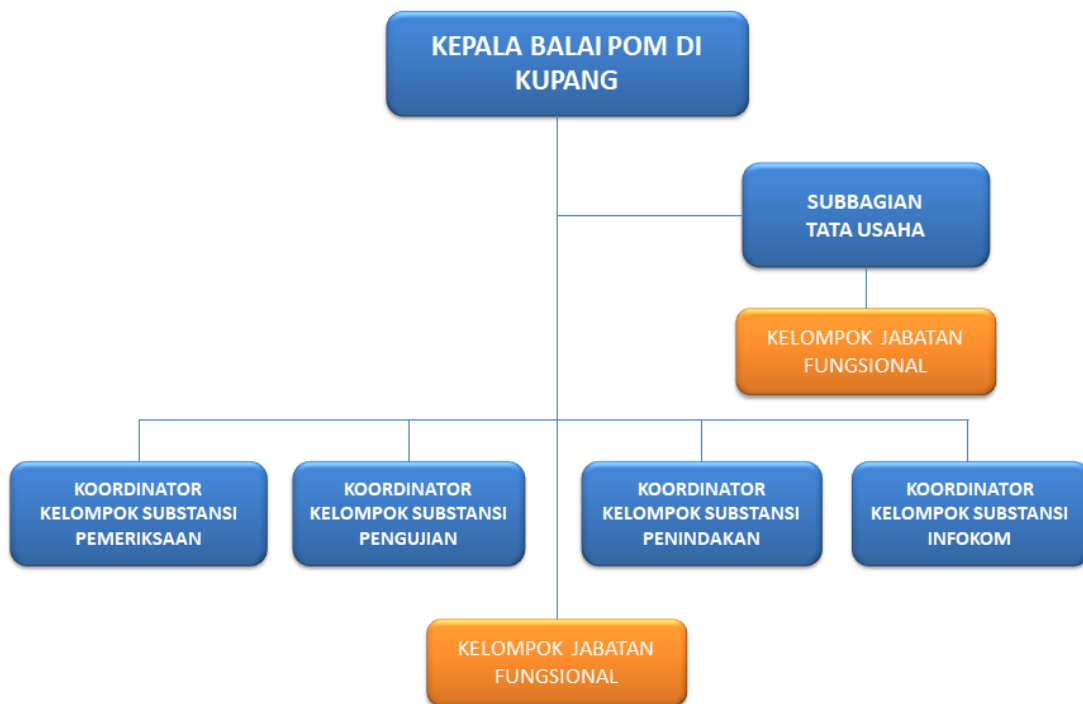 KEPALA BALAI POM DI
KUPANG
SUBBAGIAN
TATA USAHA
KELOMPOK JABATAN
FUNGSIONAL
KOORDINATOR
KELOMPOK SUBSTANSI
PEMERIKSAAN
KOORDINATOR
KELOMPOK SUBSTANSI
PENGUJIAN
KOORDINATOR
KELOMPOK SUBSTANSI
PENINDAKAN
KOORDINATOR
KELOMPOK SUBSTANSI
INFOKOM
KELOMPOK JABATAN
FUNGSIONAL